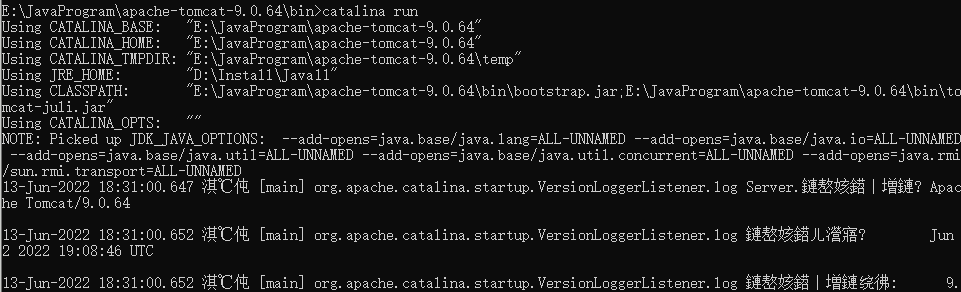 E:\JavaProgram\apache-tomcat-9.0.64\bin>catalina run
Using CATALINA_BASE:   "E:\JavaProgram\apache-tomcat-9.0.64"
Using CATALINA_HOME:   "E:\JavaProgram\apache-tomcat-9.0.64"
Using CATALINA_TMPDIR: "E:\JavaProgram\apache-tomcat-9.0.64\temp"
Using JRE_HOME:        "D:\Install\Java11"
Using CLASSPATH:       "E:\JavaProgram\apache-tomcat-9.0.64\bin\bootstrap.jar;E:\JavaProgram\apache-tomcat-9.0.64\bin\to
mcat-juli.jar"
Using CATALINA_OPTS:   ""
NOTE: Picked up JDK_JAVA_OPTIONS:  --add-opens=java.base/java.lang=ALL-UNNAMED --add-opens=java.base/java.io=ALL-UNNAMED
 --add-opens=java.base/java.util=ALL-UNNAMED --add-opens=java.base/java.util.concurrent=ALL-UNNAMED --add-opens=java.rmi
/sun.rmi.transport=ALL-UNNAMED
13-Jun-2022 18:31:00.647 淇℃伅 [main] org.apache.catalina.startup.VersionLoggerListener.log Server.鏈嶅姟鍣ㄧ増鏈? Apac
he Tomcat/9.0.64
13-Jun-2022 18:31:00.652 淇℃伅 [main] org.apache.catalina.startup.VersionLoggerListener.log 鏈嶅姟鍣ㄦ瀯寤?        Jun
2 2022 19:08:46 UTC
13-Jun-2022 18:31:00.652 淇℃伅 [main] org.apache.catalina.startup.VersionLoggerListener.log 鏈嶅姟鍣ㄧ増鏈彿:      9.